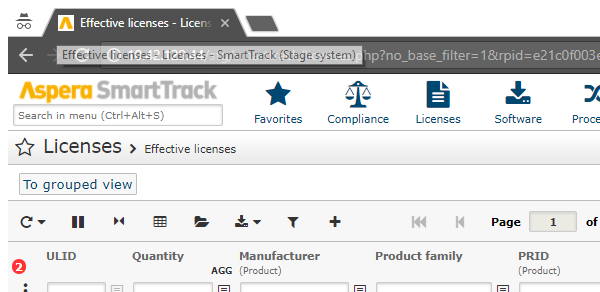 Effective licenses - Licens
Effective licenses - Licenses - SmartTrack (Stage system)
hp?no_base_filter=1&rpid=e21c0f003e
Aspera SmartTrack
Search in menu (Ctrl+Alt+S)
Favorites Compliance Licenses Software Proce
Licenses > Effective licenses
To grouped view
Page 1 of
ULID Quantity Manufacturer Product family PRID
AGG (Product) (Product)
2